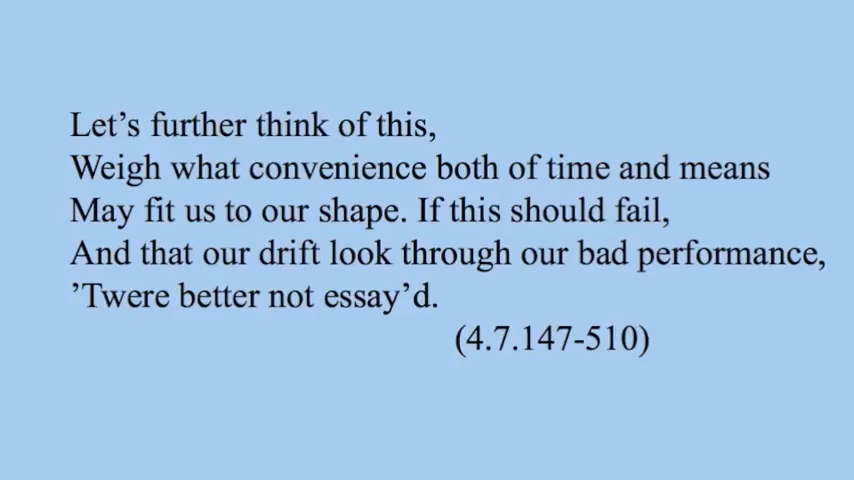 Let’s further think of this,
Weigh what convenience both of time and means
May fit us to our shape. If this should fail,
And that our drift look through our bad performance,
’Twere better not essay’d.
(4.7.147-510)